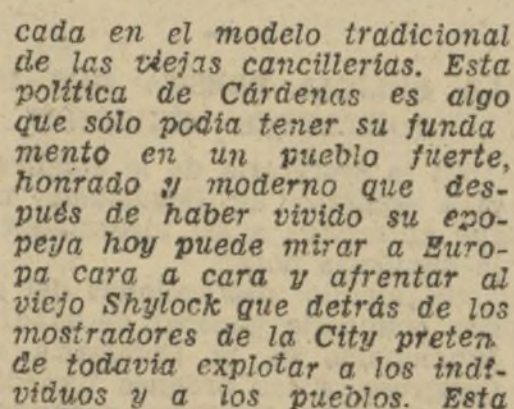 cada en el modelo tradicional
de las viejas cancillerías. Esta
política de Cárdenas es algo
que sólo podía tener su funda
mento en un pueblo fuerte,
honrado y moderno que des-
pués de haber vivido su epo-
peya hoy puede mirar a Euro-
pa cara a cara y afrentar al
viejo Shylock que detrás de los
mostradores de la City preten
de todavía explotar a los indi-
viduos y a los pueblos. Esta